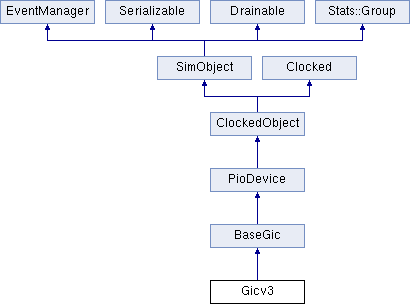 EventManager Serializable Drainable Stats::Group
SimObject Clocked
ClockedObject
PioDevice
BaseGic
Gicv3